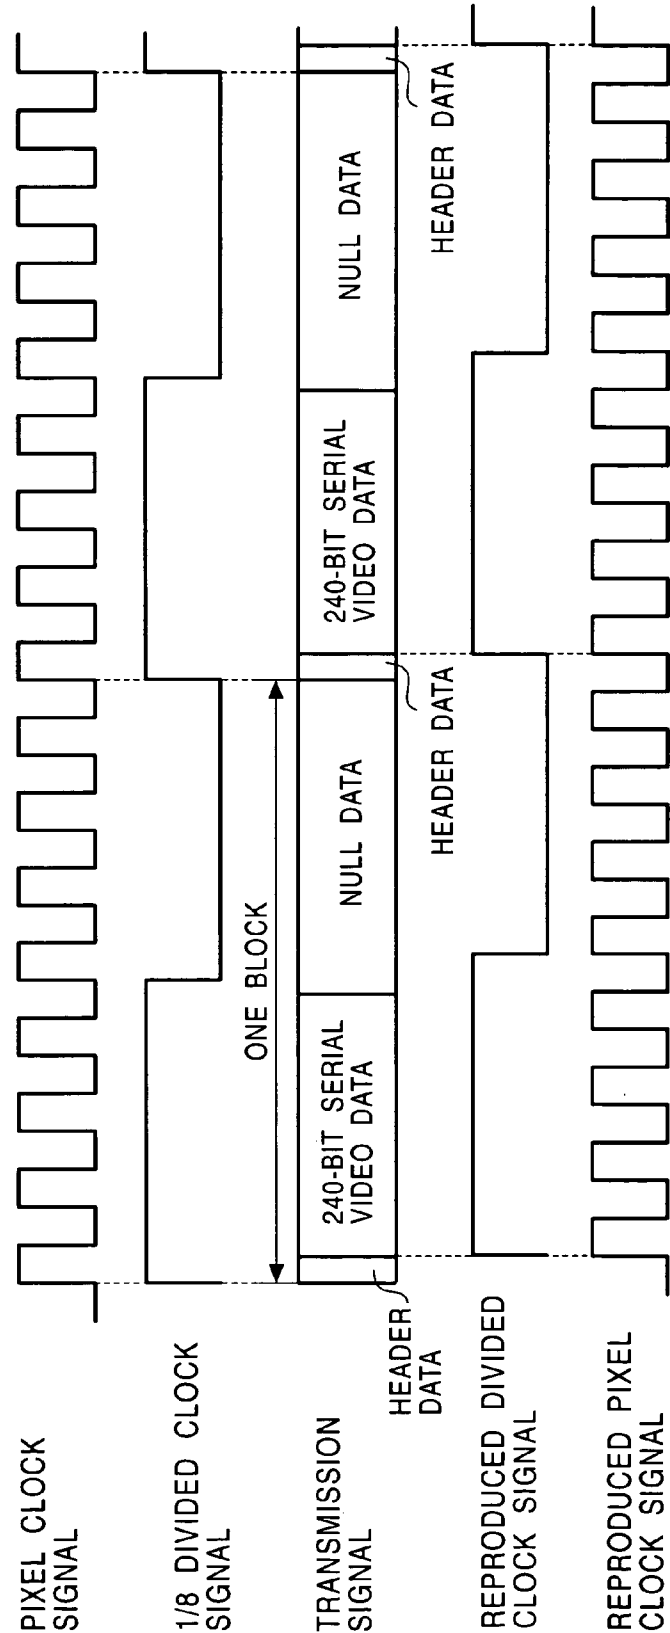 PIXEL CLOCK
SIGNAL
1/8 DIVIDED CLOCK
SIGNAL
ONE BLOCK
TRANSMISSION
SIGNAL
240-BIT SERIAL
VIDEO DATA
NULL DATA
240-BIT SERIAL
VIDEO DATA
NULL DATA
HEADER
DATA
HEADER DATA
HEADER DATA
REPRODUCED DIVIDED
CLOCK SIGNAL
REPRODUCED PIXEL
CLOCK SIGNAL